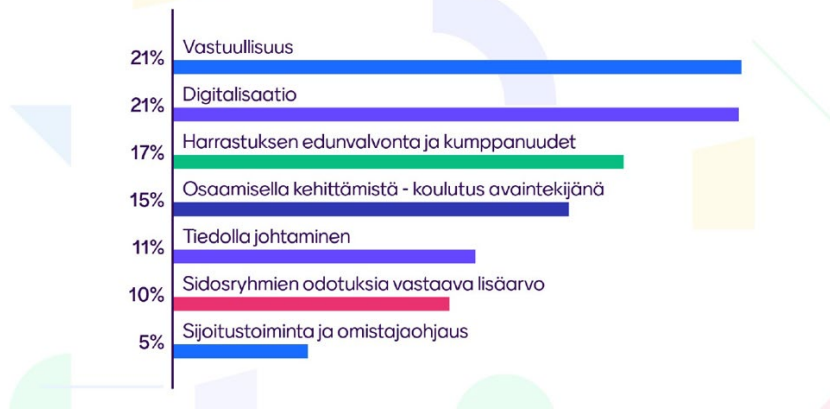 21% Vastuullisuus
21% Digitalisaatio
17% Harrastuksen edunvalvonta ja kumppanuudet
15% Osaamisella kehittämistä - koulutus avaintekijänä
11% Tiedolla johtaminen
10% Sidosryhmien odotuksia vastaava lisäarvo
5% Sijoitustoiminta ja omistajaohjaus